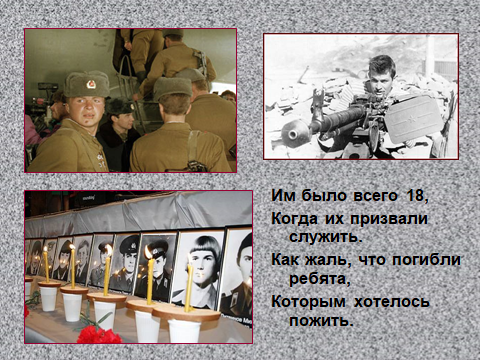 Им было всего 18,
Когда их призвали
служить.
Как жаль, что погибли
ребята,
Которым хотелось
пожить.